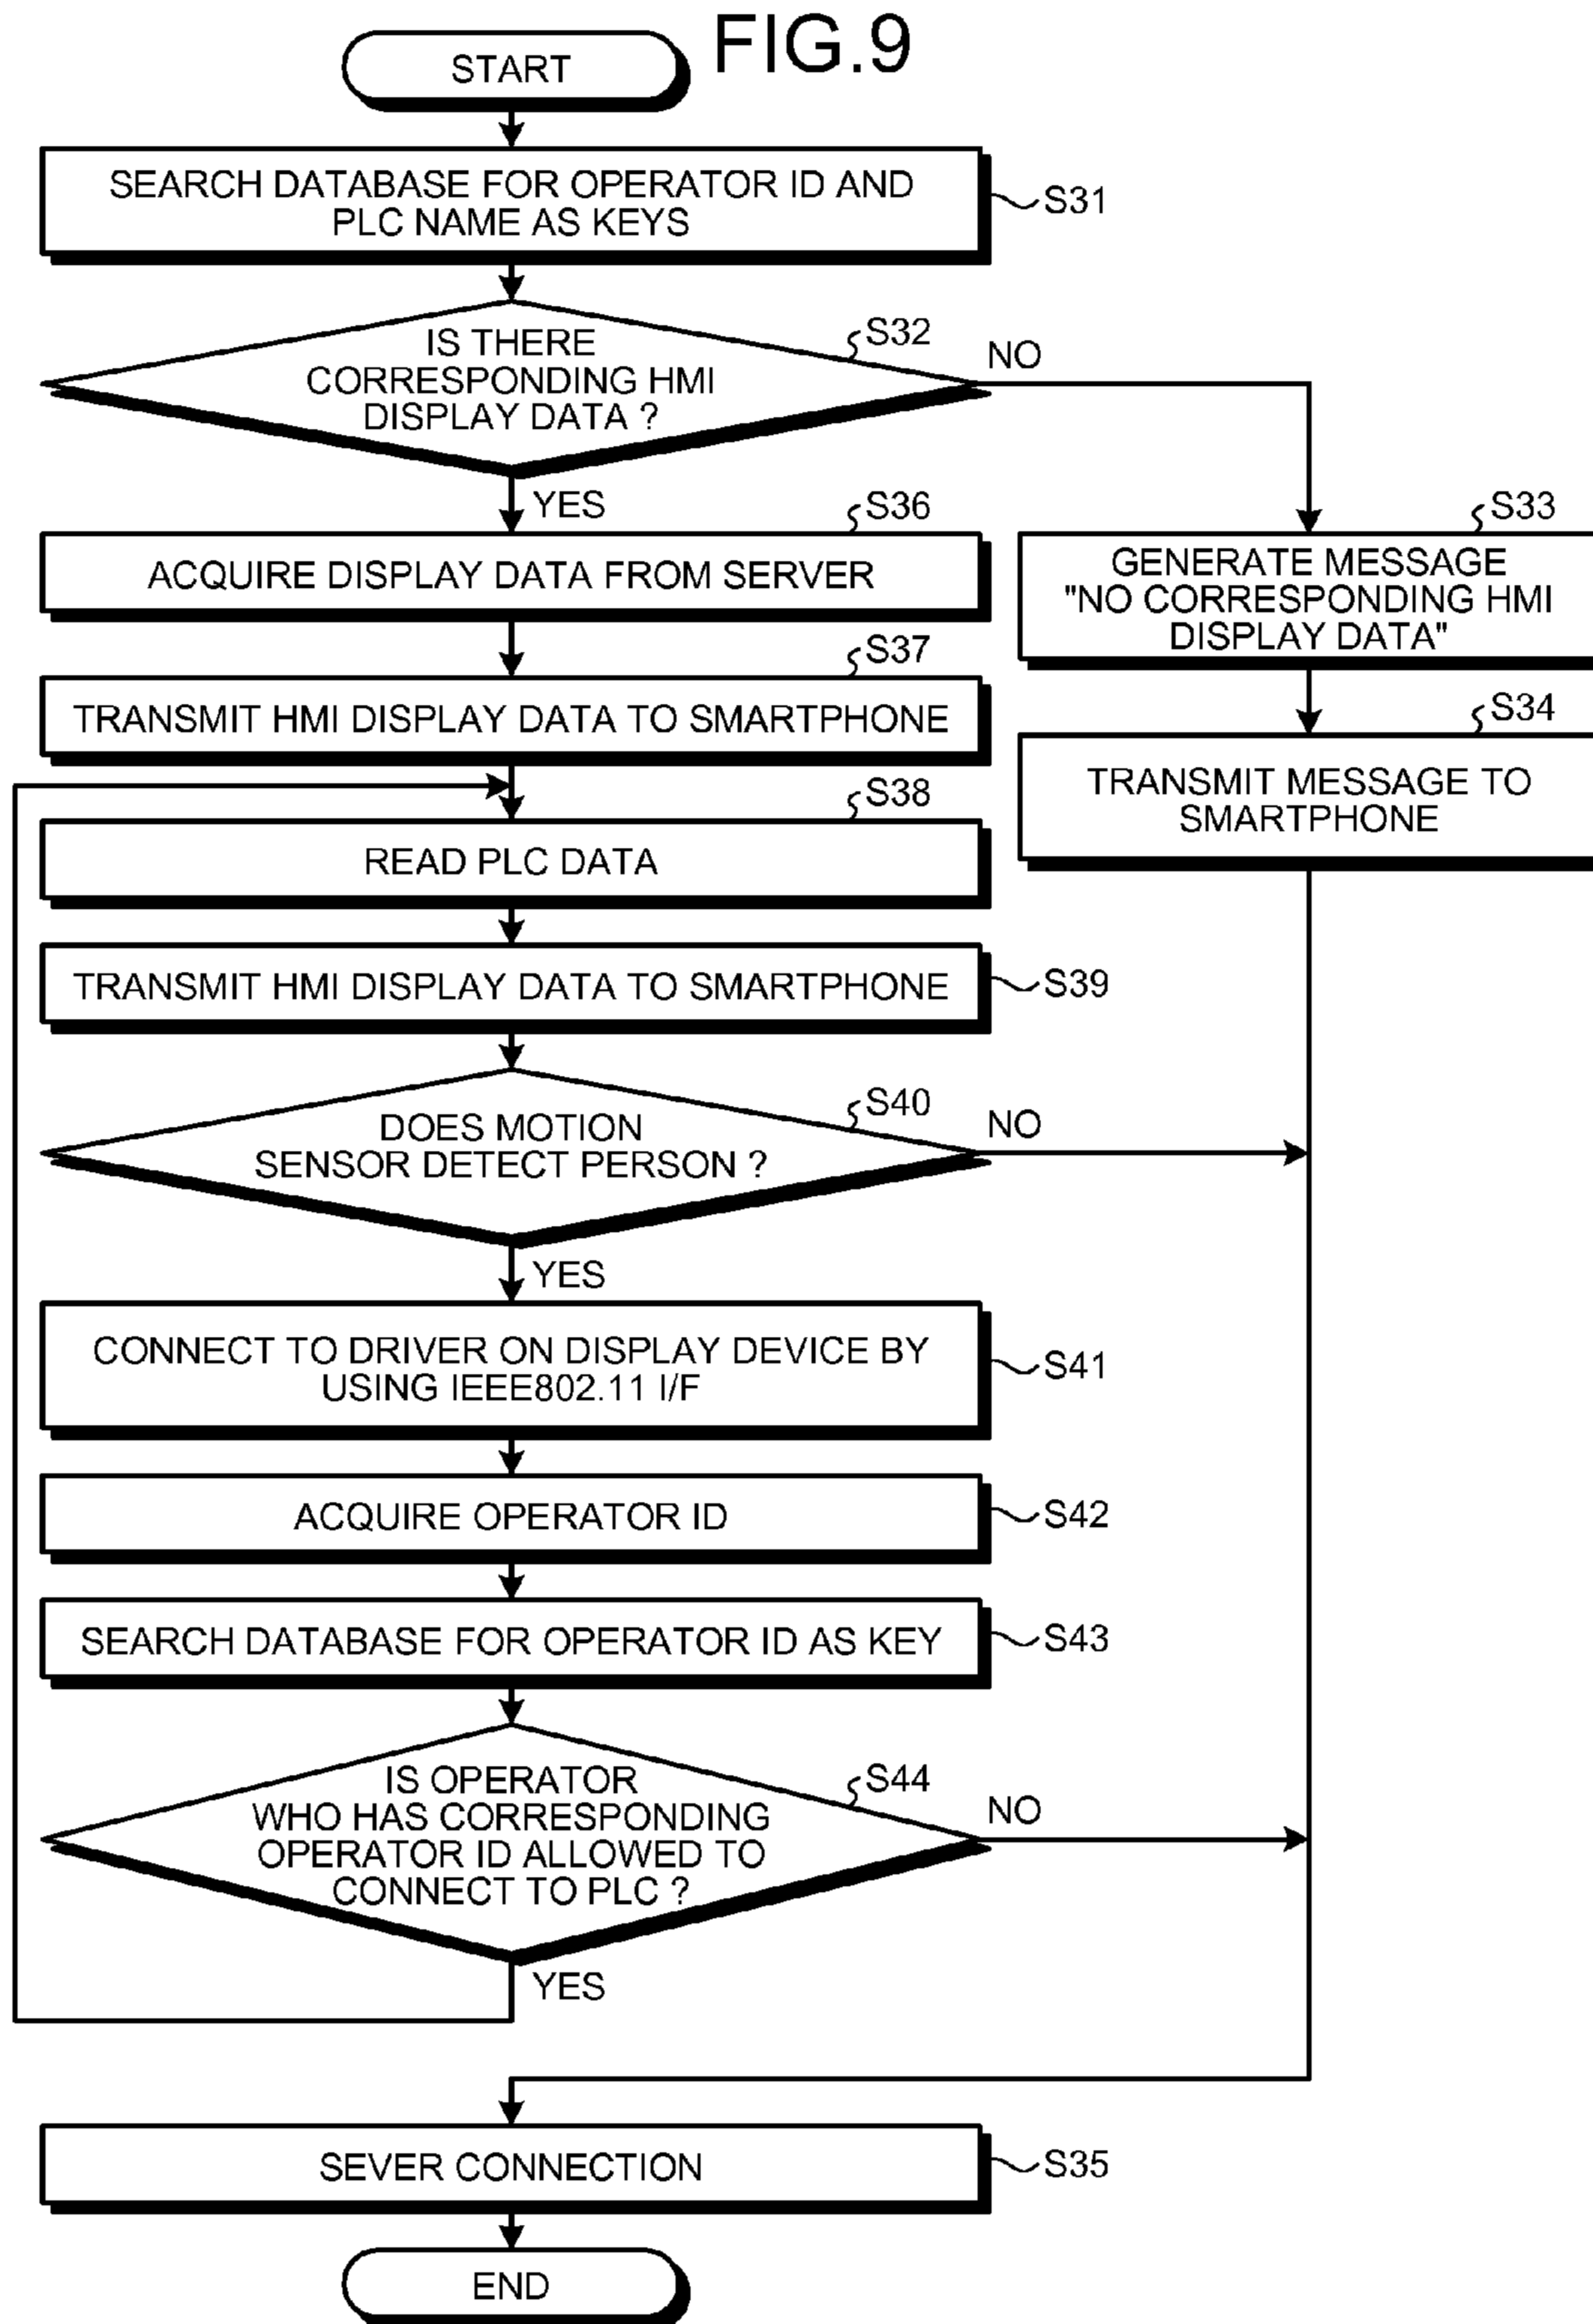 FIG.9
START
SEARCH DATABASE FOR OPERATOR ID AND
PLC NAME AS KEYS
S31
IS THERE
CORRESPONDING HMI
DISPLAY DATA ?
S32
NO
YES
S36
ACQUIRE DISPLAY DATA FROM SERVER
S33
GENERATE MESSAGE
"NO CORRESPONDING HMI
DISPLAY DATA"
S37
TRANSMIT HMI DISPLAY DATA TO SMARTPHONE
S34
TRANSMIT MESSAGE TO
SMARTPHONE
S38
READ PLC DATA
TRANSMIT HMI DISPLAY DATA TO SMARTPHONE
S39
DOES MOTION
SENSOR DETECT PERSON ?
S40
NO
YES
CONNECT TO DRIVER ON DISPLAY DEVICE BY
USING IEEE802.11 I/F
S41
ACQUIRE OPERATOR ID
S42
SEARCH DATABASE FOR OPERATOR ID AS KEY
S43
IS OPERATOR
WHO HAS CORRESPONDING
OPERATOR ID ALLOWED TO
CONNECT TO PLC ?
S44
NO
YES
SEVER CONNECTION
S35
END